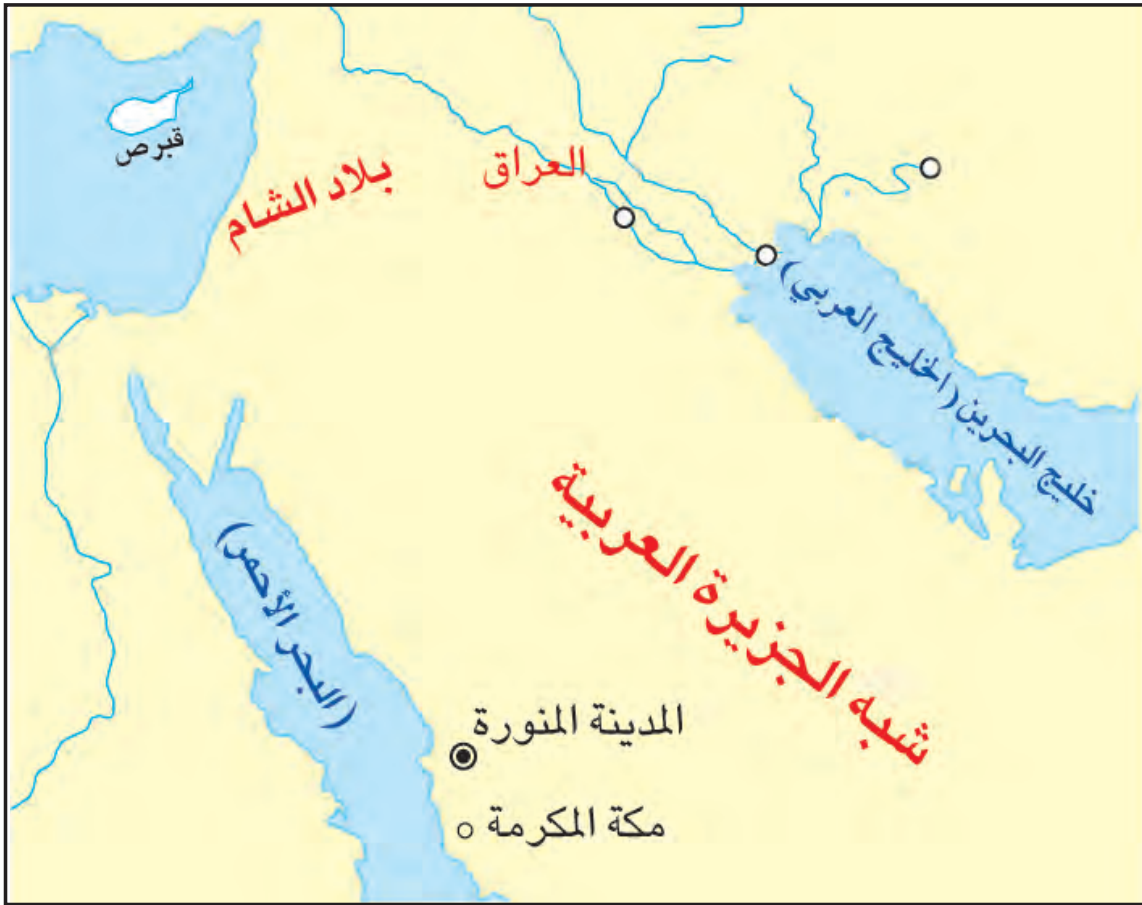 قبرص
بلاد الشام
العراق
خليج البحرين (الخليج العربي)
شبه الجزيرة العربية
(البحر الأحمر)
المدينة المنورة
مكة المكرمة